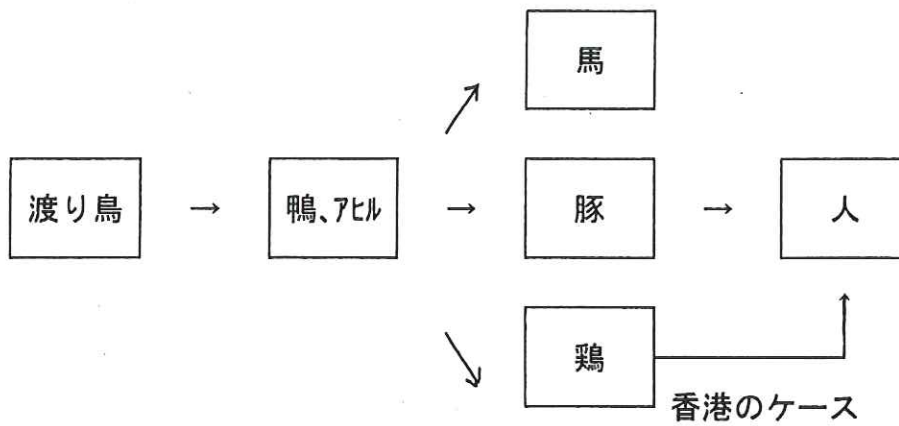 馬
渡り鳥 → 鴨、アヒル → 豚 → 人
鶏
香港のケース